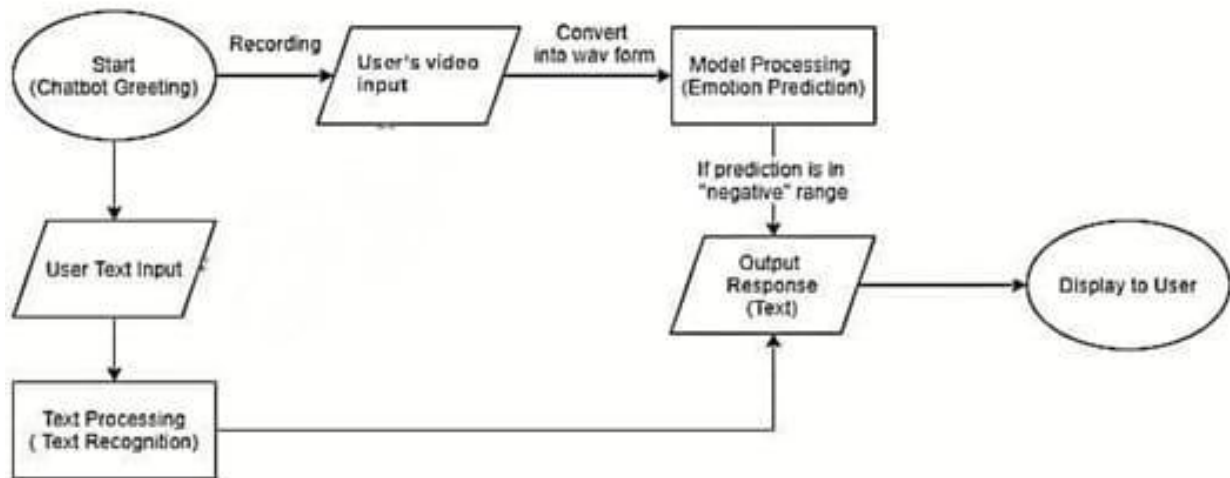 Start
(Chatbot Greeting)
Recording
User's video
input
Convert
into wav form
Model Processing
(Emotion Prediction)
If prediction is in
"negative" range
User Text Input
Output
Response
(Text)
Display to User
Text Processing
( Text Recognition)